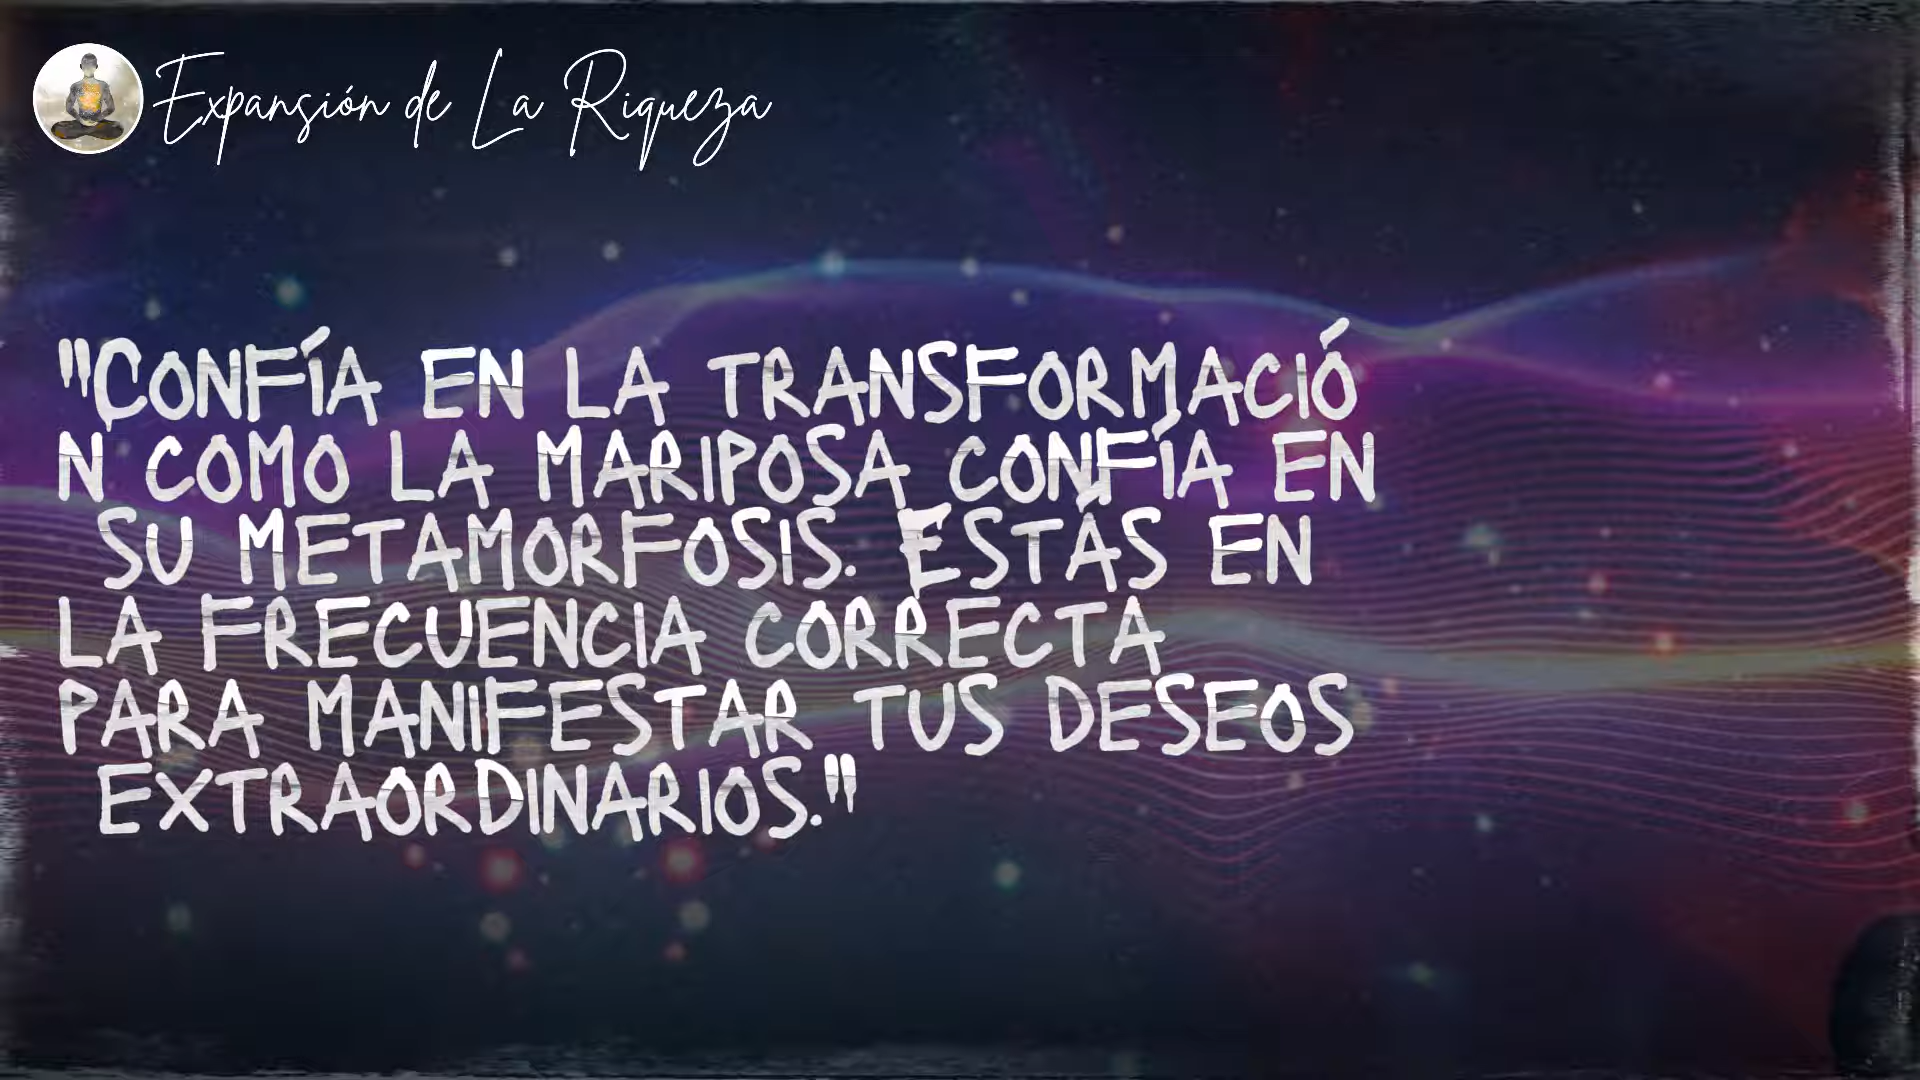 Expansión de La Riqueza
"CONFÍA EN LA TRANSFORMACIÓ
N COMO LA MARIPOSA CONFÍA EN
SU METAMORFOSIS. ESTÁS EN
LA FRECUENCIA CORRECTA
PARA MANIFESTAR TUS DESEOS
EXTRAORDINARIOS."